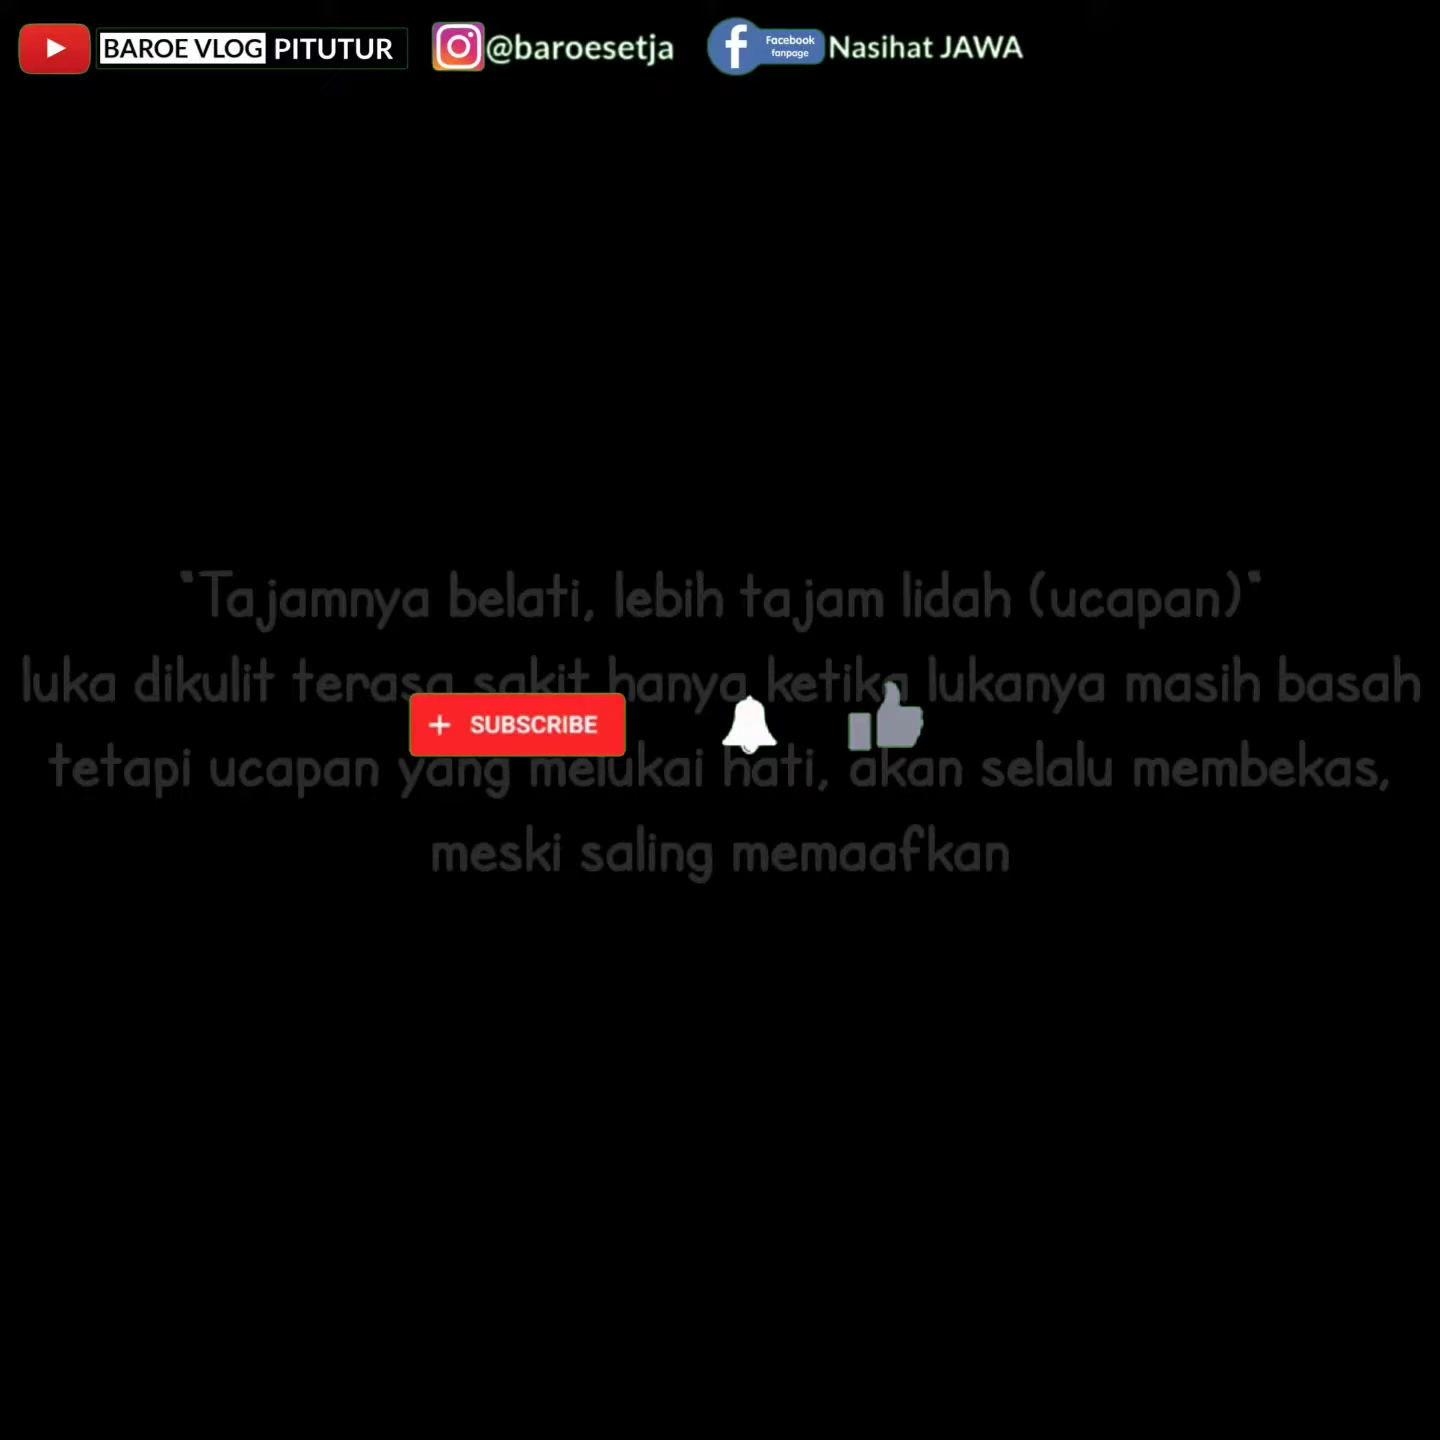 BAROE VLOG PITUTUR @baroesetja Facebook fanpage Nasihat JAWA
"Tajamnya belati, lebih tajam lidah (ucapan)"
luka dikulit terasa sakit hanya ketika lukanya masih basah
+ SUBSCRIBE
tetapi ucapan yang melukai hati, akan selalu membekas,
meski saling memaafkan